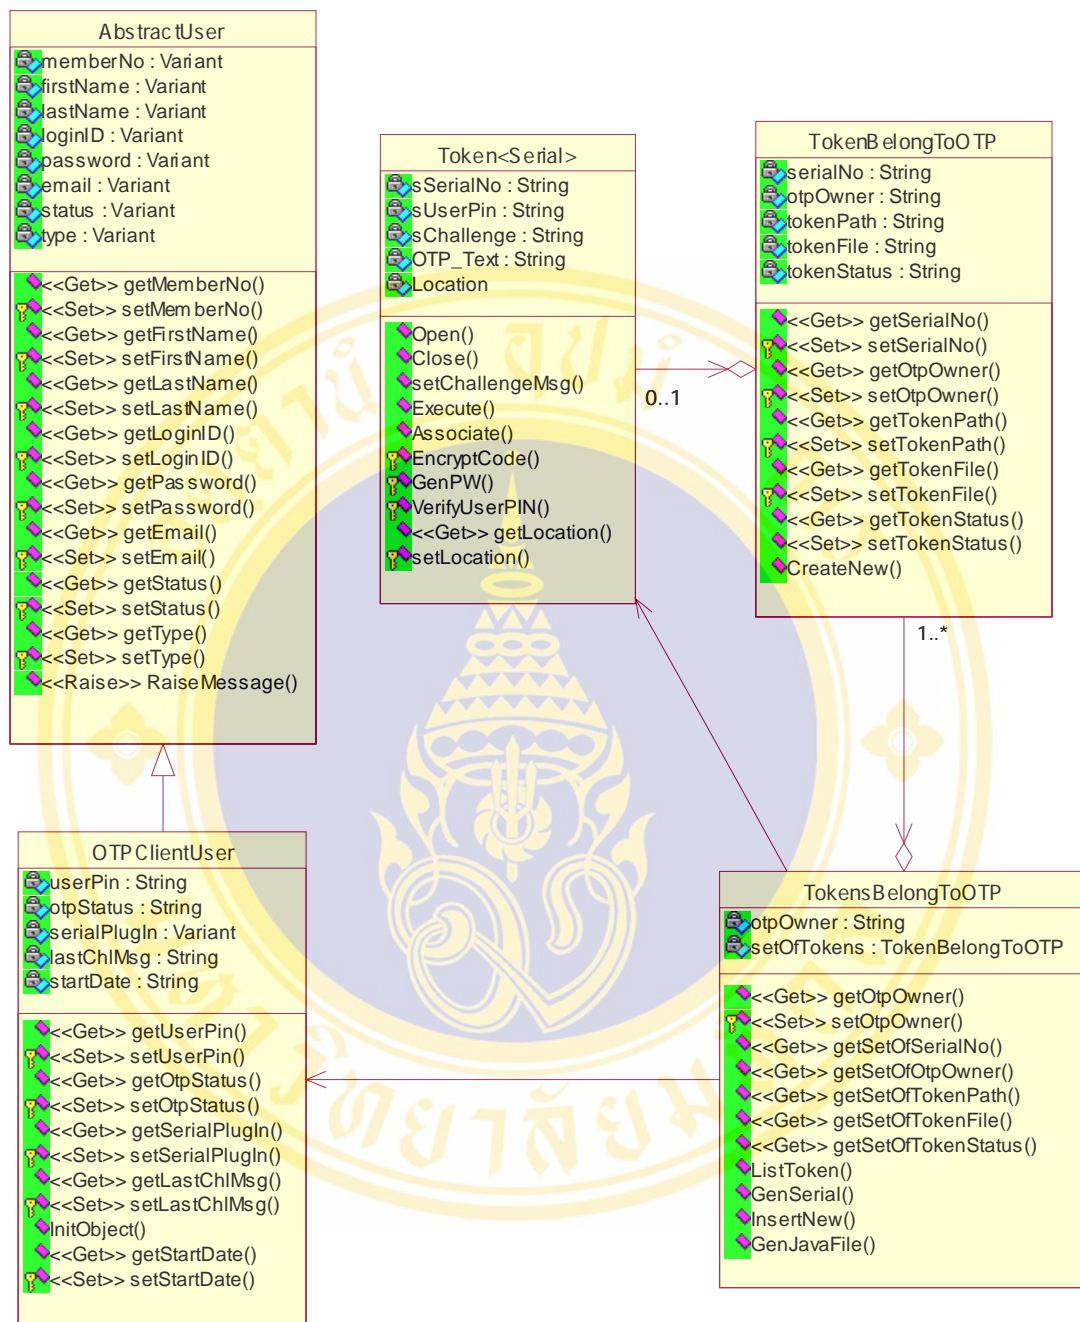 AbstractUser
memberNo : Variant
firstName : Variant
lastName : Variant
loginID : Variant
password : Variant
email : Variant
status : Variant
type : Variant
<<Get>> getMemberNo()
<<Set>> setMemberNo()
<<Get>> getFirstName()
<<Set>> setFirstName()
<<Get>> getLastName()
<<Set>> setLastName()
<<Get>> getLoginID()
<<Set>> setLoginID()
<<Get>> getPassword()
<<Set>> setPassword()
<<Get>> getEmail()
<<Set>> setEmail()
<<Get>> getStatus()
<<Set>> setStatus()
<<Get>> getType()
<<Set>> setType()
<<Raise>> RaiseMessage()
Token<Serial>
sSerialNo : String
sUserPin : String
sChallenge : String
OTP_Text : String
Location
Open()
Close()
setChallengeMsg()
Execute()
Associate()
EncryptCode()
GenPW()
VerifyUserPIN()
<<Get>> getLocation()
setLocation()
0..1
TokenBelongToOTP
serialNo : String
otpOwner : String
tokenPath : String
tokenFile : String
tokenStatus : String
<<Get>> getSerialNo()
<<Set>> setSerialNo()
<<Get>> getOtpOwner()
<<Set>> setOtpOwner()
<<Get>> getTokenPath()
<<Set>> setTokenPath()
<<Get>> getTokenFile()
<<Set>> setTokenFile()
<<Get>> getTokenStatus()
<<Set>> setTokenStatus()
CreateNew()
1..*
OTPClientUser
userPin : String
otpStatus : String
serialPlugIn : Variant
lastChlMsg : String
startDate : String
<<Get>> getUserPin()
<<Set>> setUserPin()
<<Get>> getOtpStatus()
<<Set>> setOtpStatus()
<<Get>> getSerialPlugIn()
<<Set>> setSerialPlugIn()
<<Get>> getLastChlMsg()
<<Set>> setLastChlMsg()
InitObject()
<<Get>> getStartDate()
<<Set>> setStartDate()
TokensBelongToOTP
otpOwner : String
setOfTokens : TokenBelongToOTP
<<Get>> getOtpOwner()
<<Set>> setOtpOwner()
<<Get>> getSetOfSerialNo()
<<Get>> getSetOfOtpOwner()
<<Get>> getSetOfTokenPath()
<<Get>> getSetOfTokenFile()
<<Get>> getSetOfTokenStatus()
ListToken()
GenSerial()
InsertNew()
GenJavaFile()